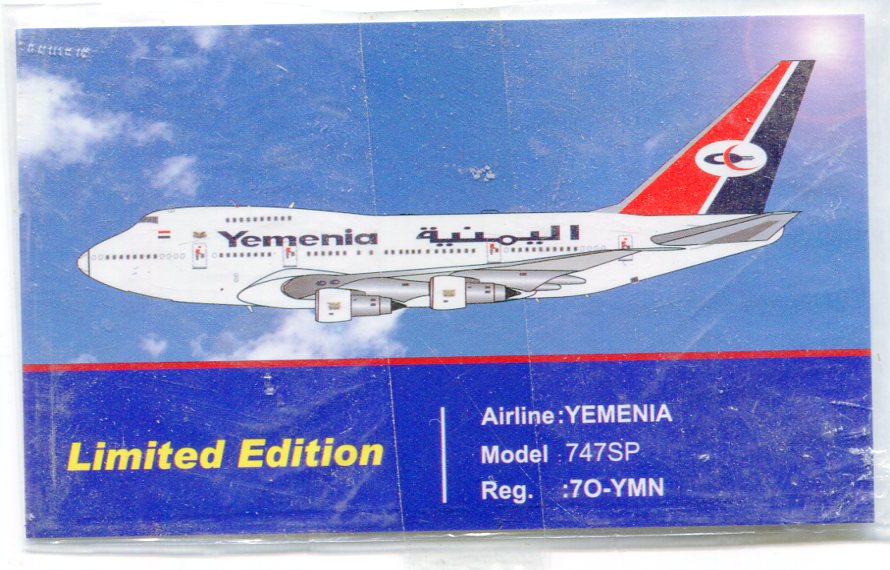 Yemenia اليمنية
Limited Edition
Airline:YEMENIA
Model 747SP
Reg. :7O-YMN